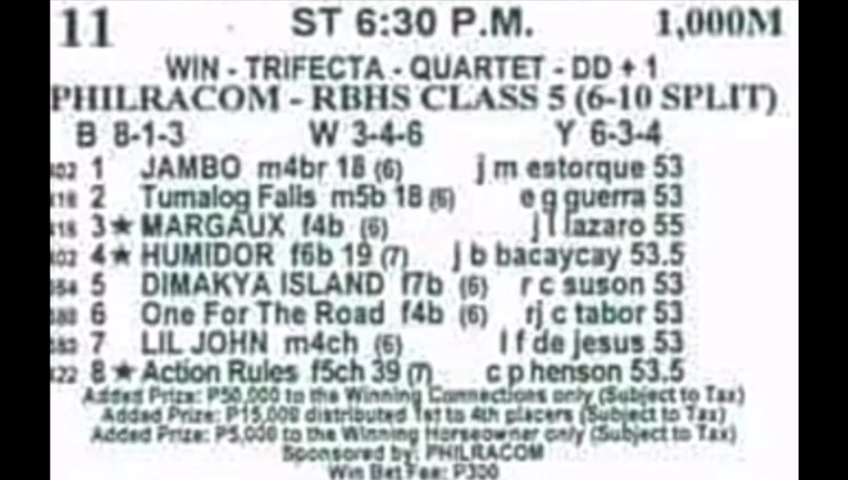 11 ST 6:30 P.M. 1,000M
WIN - TRIFECTA - QUARTET - DD + 1
PHILRACOM - RBHS CLASS 5 (6-10 SPLIT)
B 8-1-3 W 3-4-6 Y 6-3-4
1 JAMBO m4br 18 (6) j m estorque 53
2 Tumalog Falls m5b 18 (6) e g guerra 53
3 ★ MARGAUX f4b (6) j l lazaro 55
4 ★ HUMIDOR f6b 19 (7) j b bacaycay 53.5
5 DIMAKYA ISLAND f7b (6) r c suson 53
6 One For The Road f4b (6) rj c tabor 53
7 LIL JOHN m4ch (6) l f de jesus 53
8 ★ Action Rules f5ch 39 (7) c p henson 53.5
Added Prize: P50,000 to the Winning Connections only (Subject to Tax)
Added Prize: P15,000 distributed 1st to 4th placers (Subject to Tax)
Added Prize: P5,000 to the Winning Horseowner only (Subject to Tax)
Sponsored by: PHILRACOM
Win Bet Fee: P300